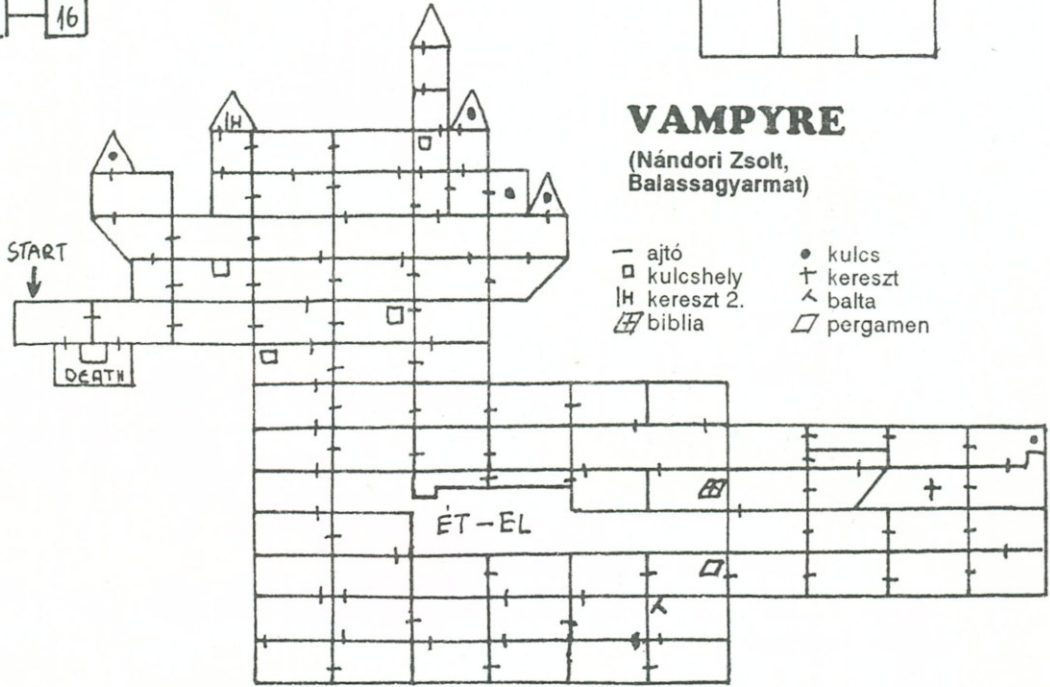 16
VAMPYRE
(Nándori Zsolt,
Balassagyarmat)
START
ajtó
kulcshely
kereszt 2.
biblia
kulcs
kereszt
balta
pergamen
H
DEATH
ÉT-EL